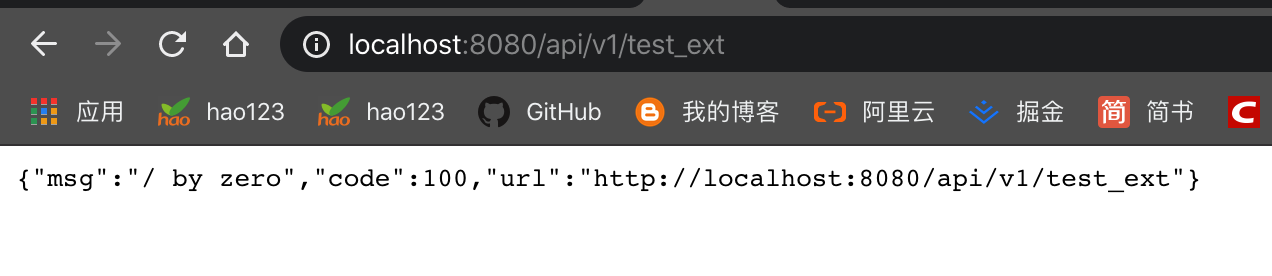 localhost:8080/api/v1/test_ext
应用 hao hao123 hao hao123 GitHub 我的博客 阿里云 掘金 简 简书 C
{"msg":"/ by zero","code":100,"url":"http://localhost:8080/api/v1/test_ext"}